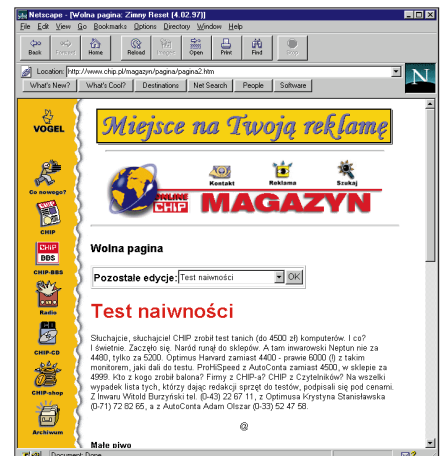 Netscape - [Wolna pagina: Zimny Reset (4.02.97)]
File Edit View Go Bookmarks Options Directory Window Help
Back Forward Home Reload Images Open Print Find Stop
Location: http://www.chip.pl/magazyn/pagina/pagina2.htm
N
What's New? What's Cool? Destinations Net Search People Software
VOGEL
Miejsce na Twoją reklamę
Co nowego?
Kontakt Reklama Szukaj
ONLINE
CHIP
MAGAZYN
CHIP
CHIP
BBS
CHIP-BBS
Wolna pagina
Pozostałe edycje: Test naiwności OK
Radio
Test naiwności
CD
CHIP-CD
Słuchajcie, słuchajcie! CHIP zrobił test tanich (do 4500 zł) komputerów. I co?
I świetnie. Zaczęło się. Naród runął do sklepów. A tam inwarowski Neptun nie za
4480, tylko za 5200. Optimus Harvard zamiast 4400 - prawie 6000 (!) z takim
monitorem, jaki dali do testu. ProHiSpeed z AutoConta zamiast 4500, w sklepie za
4999. Kto z kogo zrobił balona? Firmy z CHIP-a? CHIP z Czytelników? Na wszelki
wypadek lista tych, którzy dając redakcji sprzęt do testów, podpisali się pod cenami.
Z Inwaru Witold Burzyński tel. (0-43) 22 67 11, z Optimusa Krystyna Stanisławska
(0-71) 72 82 65, a z AutoConta Adam Olszar (0-33) 52 47 58.
CHIP-shop
Archiwum
@
Małe piwo
Document: Done